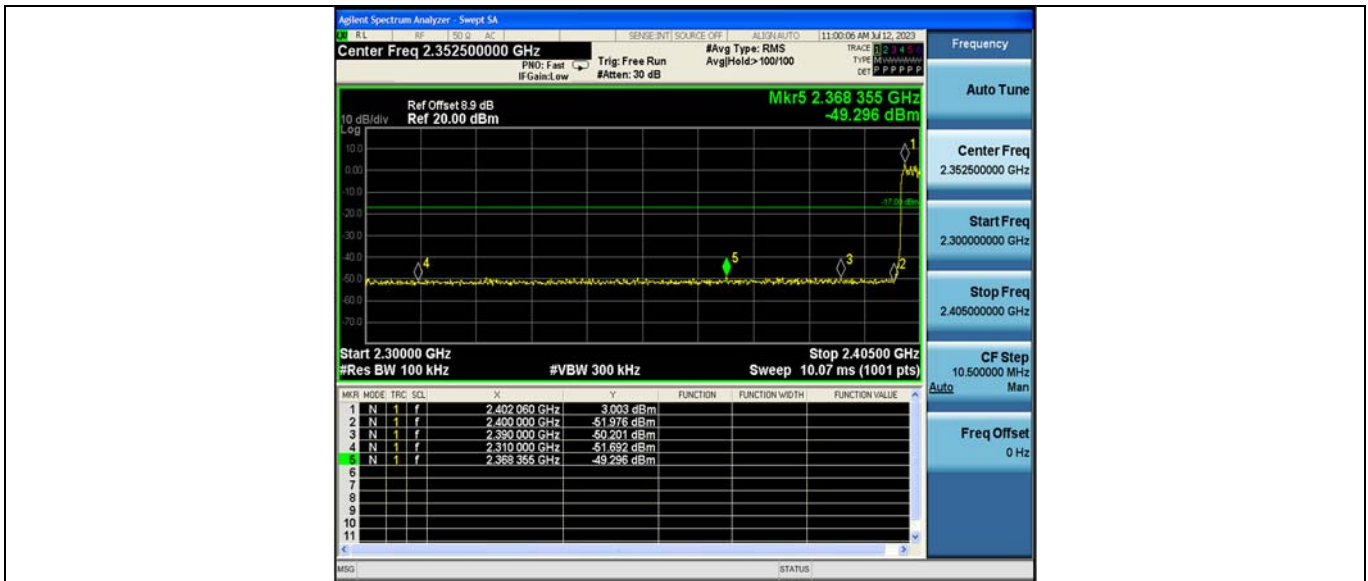 Agilent Spectrum Analyzer - Swept SA
RL RF 50 Ω AC SENSE:INT SOURCE OFF ALIGN AUTO 11:00:06 AM Jul 12, 2023
Center Freq 2.352500000 GHz
PNO: Fast
IFGain:Low
Trig: Free Run
#Atten: 30 dB
#Avg Type: RMS
Avg|Hold:> 100/100
TRACE 1 2 3 4 5 6
TYPE M
DET P P P P P P
Ref Offset 8.9 dB
10 dB/div Ref 20.00 dBm
Log
Mkr5 2.368 355 GHz
-49.296 dBm
10.0
0.00
-10.0
-20.0
-30.0
-40.0
-50.0
-60.0
-70.0
-17.00 dBm
1
2
3
4
5
Start 2.30000 GHz Stop 2.40500 GHz
#Res BW 100 kHz #VBW 300 kHz Sweep 10.07 ms (1001 pts)
MKR MODE TRC SCL X Y FUNCTION FUNCTION WIDTH FUNCTION VALUE
1 N 1 f 2.402 060 GHz 3.003 dBm
2 N 1 f 2.400 000 GHz -51.976 dBm
3 N 1 f 2.390 000 GHz -50.201 dBm
4 N 1 f 2.310 000 GHz -51.692 dBm
5 N 1 f 2.368 355 GHz -49.296 dBm
6
7
8
9
10
11
MSG STATUS
Frequency
Auto Tune
Center Freq
2.352500000 GHz
Start Freq
2.300000000 GHz
Stop Freq
2.405000000 GHz
CF Step
10.500000 MHz
Auto Man
Freq Offset
0 Hz